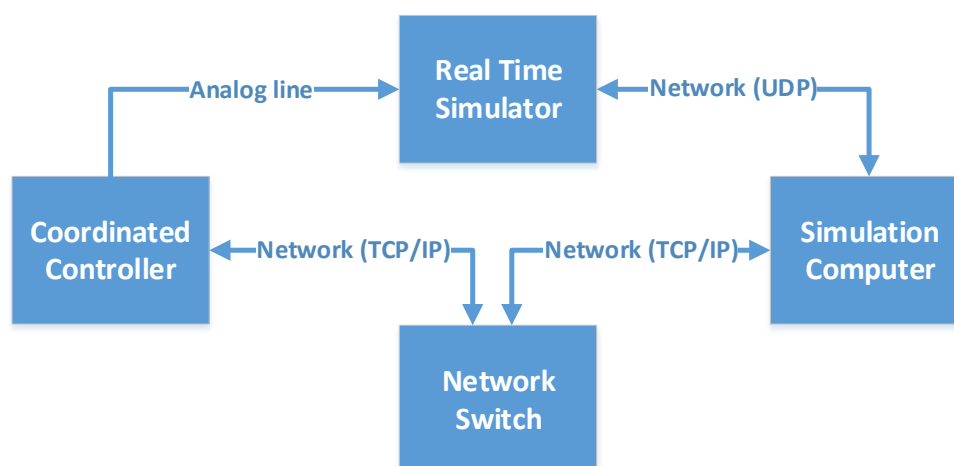 Real Time
Simulator
Analog line
Network (UDP)
Coordinated
Controller
Network (TCP/IP)
Network (TCP/IP)
Simulation
Computer
Network
Switch